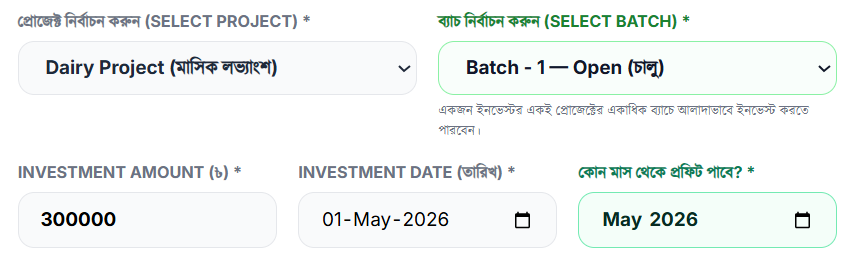 প্রোজেক্ট নির্বাচন করুন (SELECT PROJECT) *
ব্যাচ নির্বাচন করুন (SELECT BATCH) *
Dairy Project (মাসিক লভ্যাংশ)
Batch - 1 — Open (চালু)
একজন ইনভেস্টর একই প্রোজেক্টের একাধিক ব্যাচে আলাদাভাবে ইনভেস্ট করতে
পারবেন।
INVESTMENT AMOUNT (৳) *
INVESTMENT DATE (তারিখ) *
কোন মাস থেকে প্রফিট পাবে? *
300000
01-May-2026
May 2026